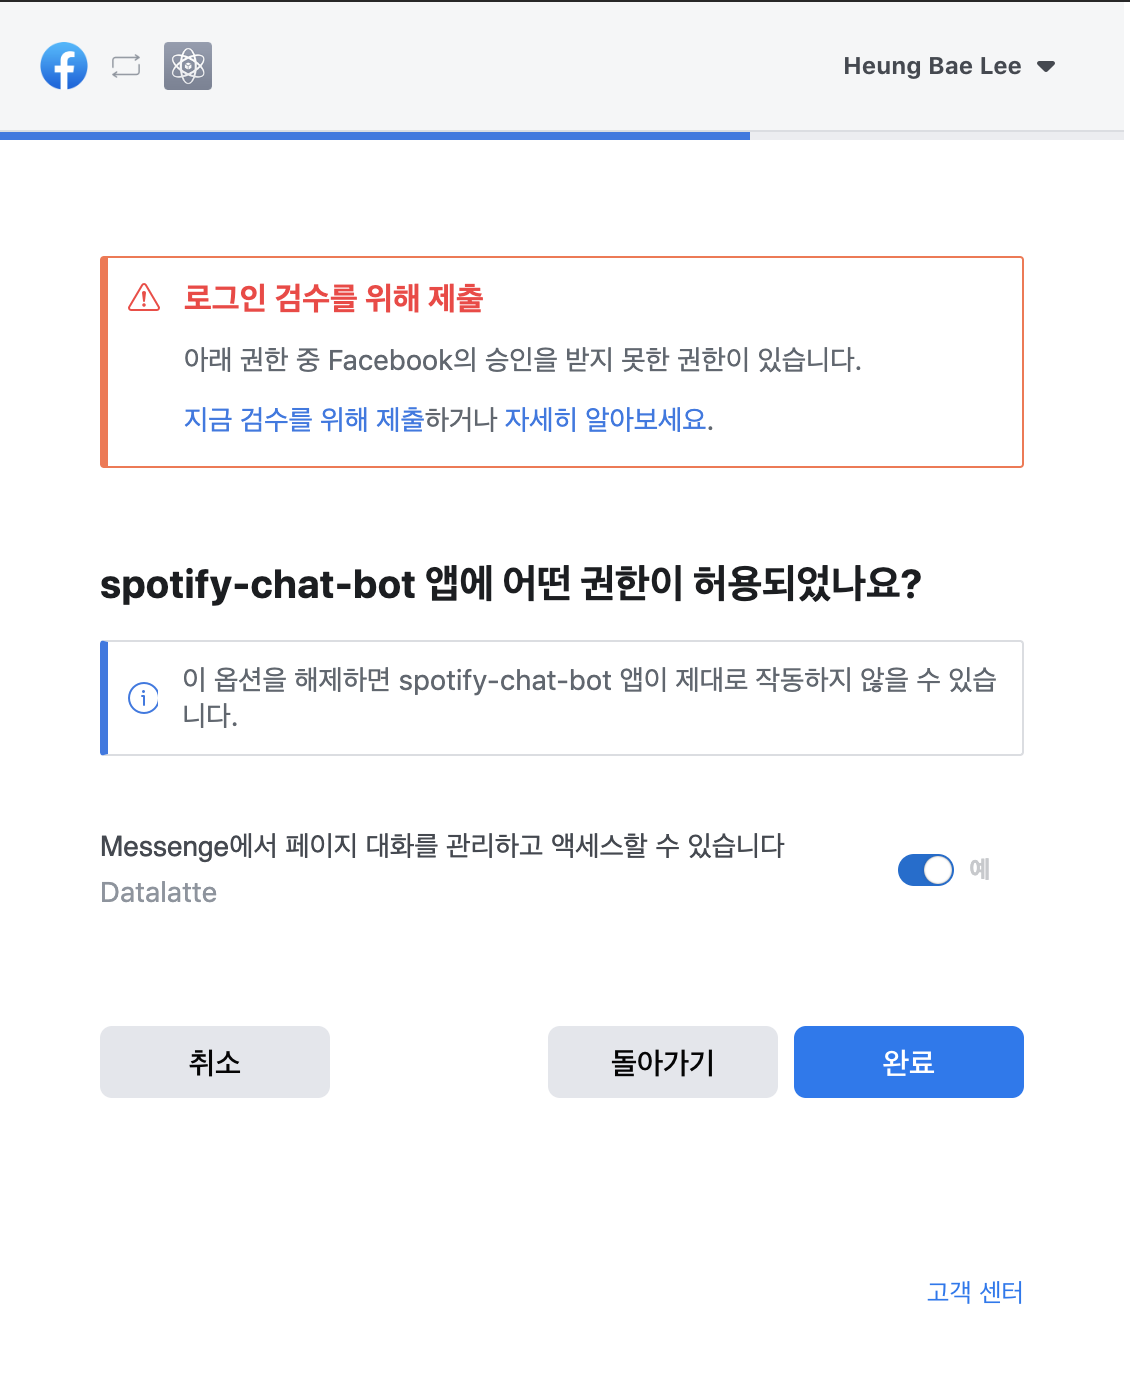 Heung Bae Lee
로그인 검수를 위해 제출
아래 권한 중 Facebook의 승인을 받지 못한 권한이 있습니다.
지금 검수를 위해 제출하거나 자세히 알아보세요.
spotify-chat-bot 앱에 어떤 권한이 허용되었나요?
이 옵션을 해제하면 spotify-chat-bot 앱이 제대로 작동하지 않을 수 있습
니다.
Messenge에서 페이지 대화를 관리하고 액세스할 수 있습니다
예
Datalatte
취소
돌아가기
완료
고객 센터